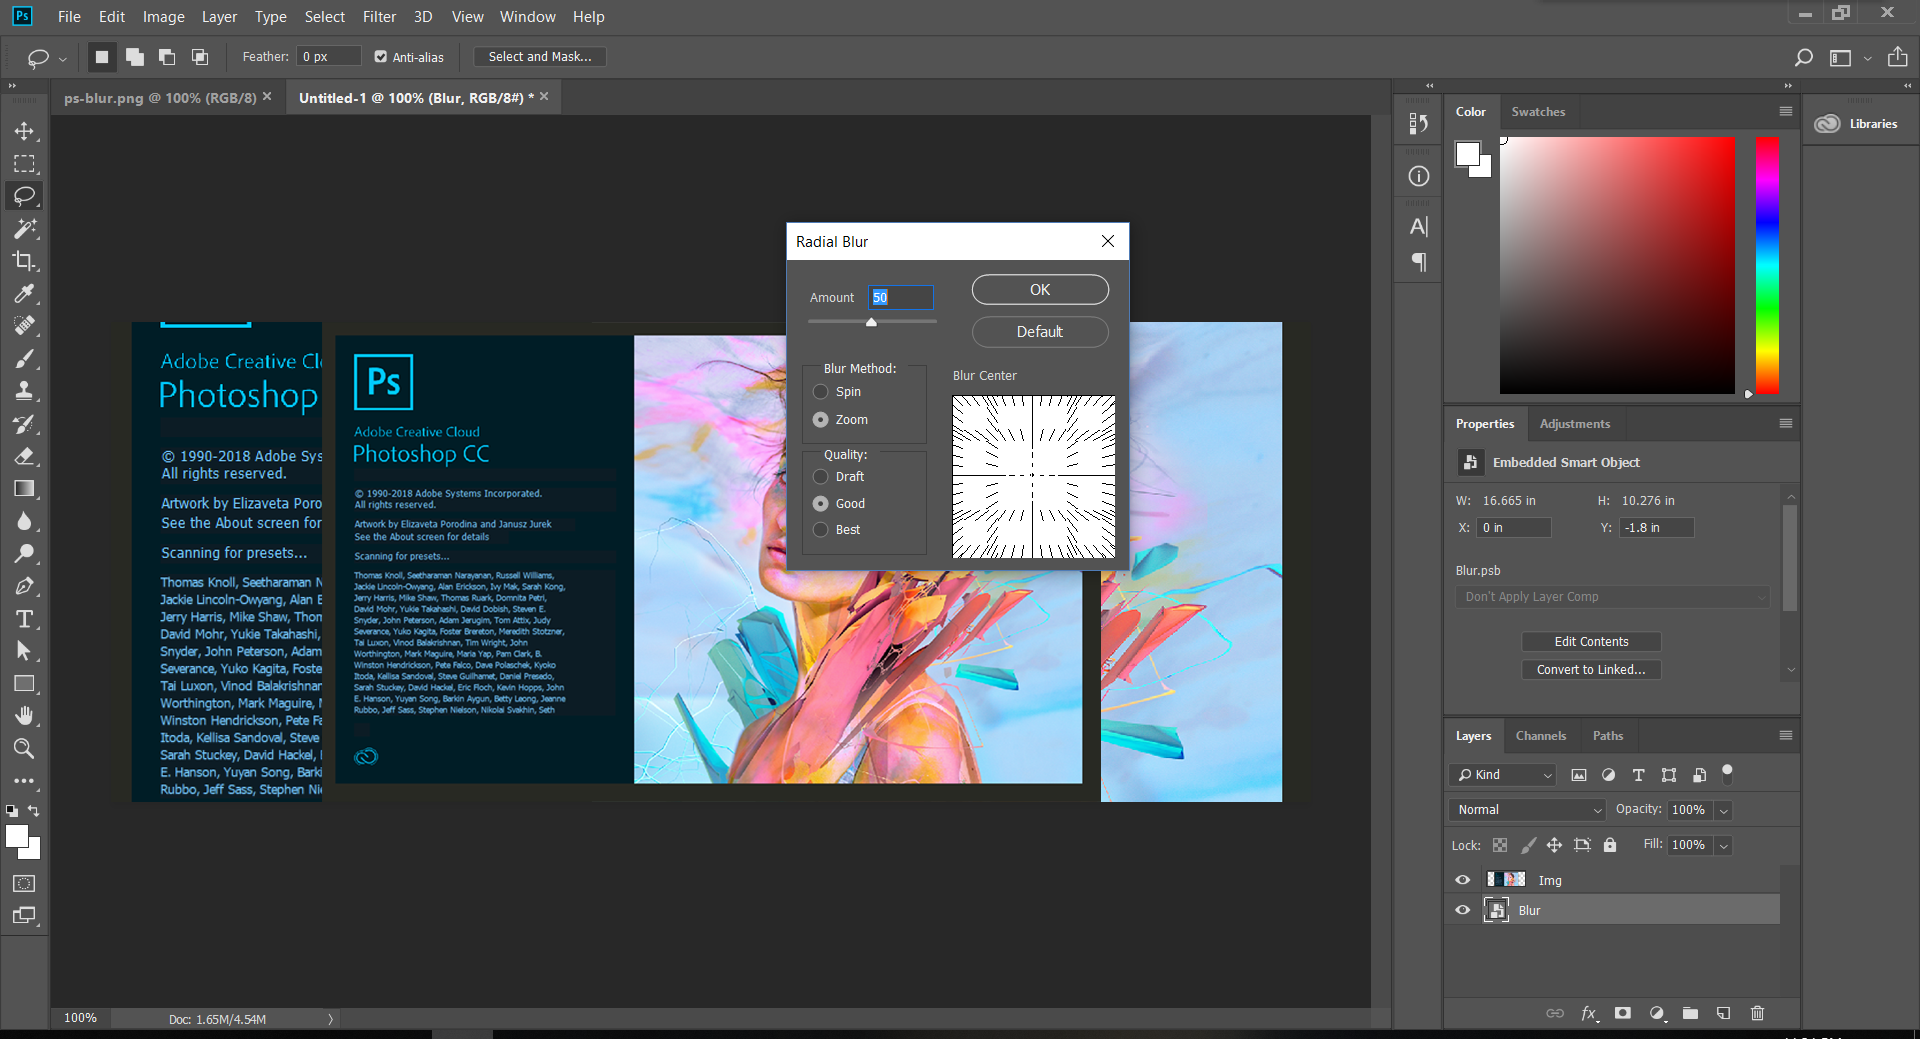 Ps File Edit Image Layer Type Select Filter 3D View Window Help
Feather: 0 px Anti-alias Select and Mask...
ps-blur.png @ 100% (RGB/8) × Untitled-1 @ 100% (Blur, RGB/8#) * ×
Adobe Creative Clo
Photoshop
© 1990-2018 Adobe Sys
All rights reserved.
Artwork by Elizaveta Poro
See the About screen for
Scanning for presets...
Thomas Knoll, Seetharaman N
Jackie Lincoln-Owyang, Alan E
Jerry Harris, Mike Shaw, Thom
David Mohr, Yukie Takahashi,
Snyder, John Peterson, Adam
Severance, Yuko Kagita, Foste
Tai Luxon, Vinod Balakrishnan
Worthington, Mark Maguire, M
Winston Hendrickson, Pete Fa
Itoda, Kellisa Sandoval, Steve
Sarah Stuckey, David Hackel,
E. Hanson, Yuyan Song, Barki
Rubbo, Jeff Sass, Stephen Nie
Ps
Adobe Creative Cloud
Photoshop CC
© 1990-2018 Adobe Systems Incorporated.
All rights reserved.
Artwork by Elizaveta Porodina and Janusz Jurek
See the About screen for details
Scanning for presets...
Thomas Knoll, Seetharaman Narayanan, Russell Williams,
Jackie Lincoln-Owyang, Alan Erickson, Ivy Mak, Sarah Kong,
Jerry Harris, Mike Shaw, Thomas Ruark, Domnita Petri,
David Mohr, Yukie Takahashi, David Dobish, Steven E.
Snyder, John Peterson, Adam Jerugim, Tom Attix, Judy
Severance, Yuko Kagita, Foster Brereton, Meredith Stotzner,
Tai Luxon, Vinod Balakrishnan, Tim Wright, John
Worthington, Mark Maguire, Maria Yap, Pam Clark, B.
Winston Hendrickson, Pete Falco, Dave Polaschek, Kyoko
Itoda, Kellisa Sandoval, Steve Guilhamet, Daniel Presedo,
Sarah Stuckey, David Hackel, Eric Floch, Kevin Hopps, John
E. Hanson, Yuyan Song, Barkin Aygun, Betty Leong, Jeanne
Rubbo, Jeff Sass, Stephen Nielson, Nikolai Svakhin, Seth
Radial Blur
Amount 50
OK
Default
Blur Method:
Spin
Zoom
Quality:
Draft
Good
Best
Blur Center
Color Swatches
Libraries
Properties Adjustments
Embedded Smart Object
W: 16.665 in H: 10.276 in
X: 0 in Y: -1.8 in
Blur.psb
Don't Apply Layer Comp
Edit Contents
Convert to Linked...
Layers Channels Paths
Kind
Normal Opacity: 100%
Lock: Fill: 100%
Img
Blur
fx
100% Doc: 1.65M/4.54M